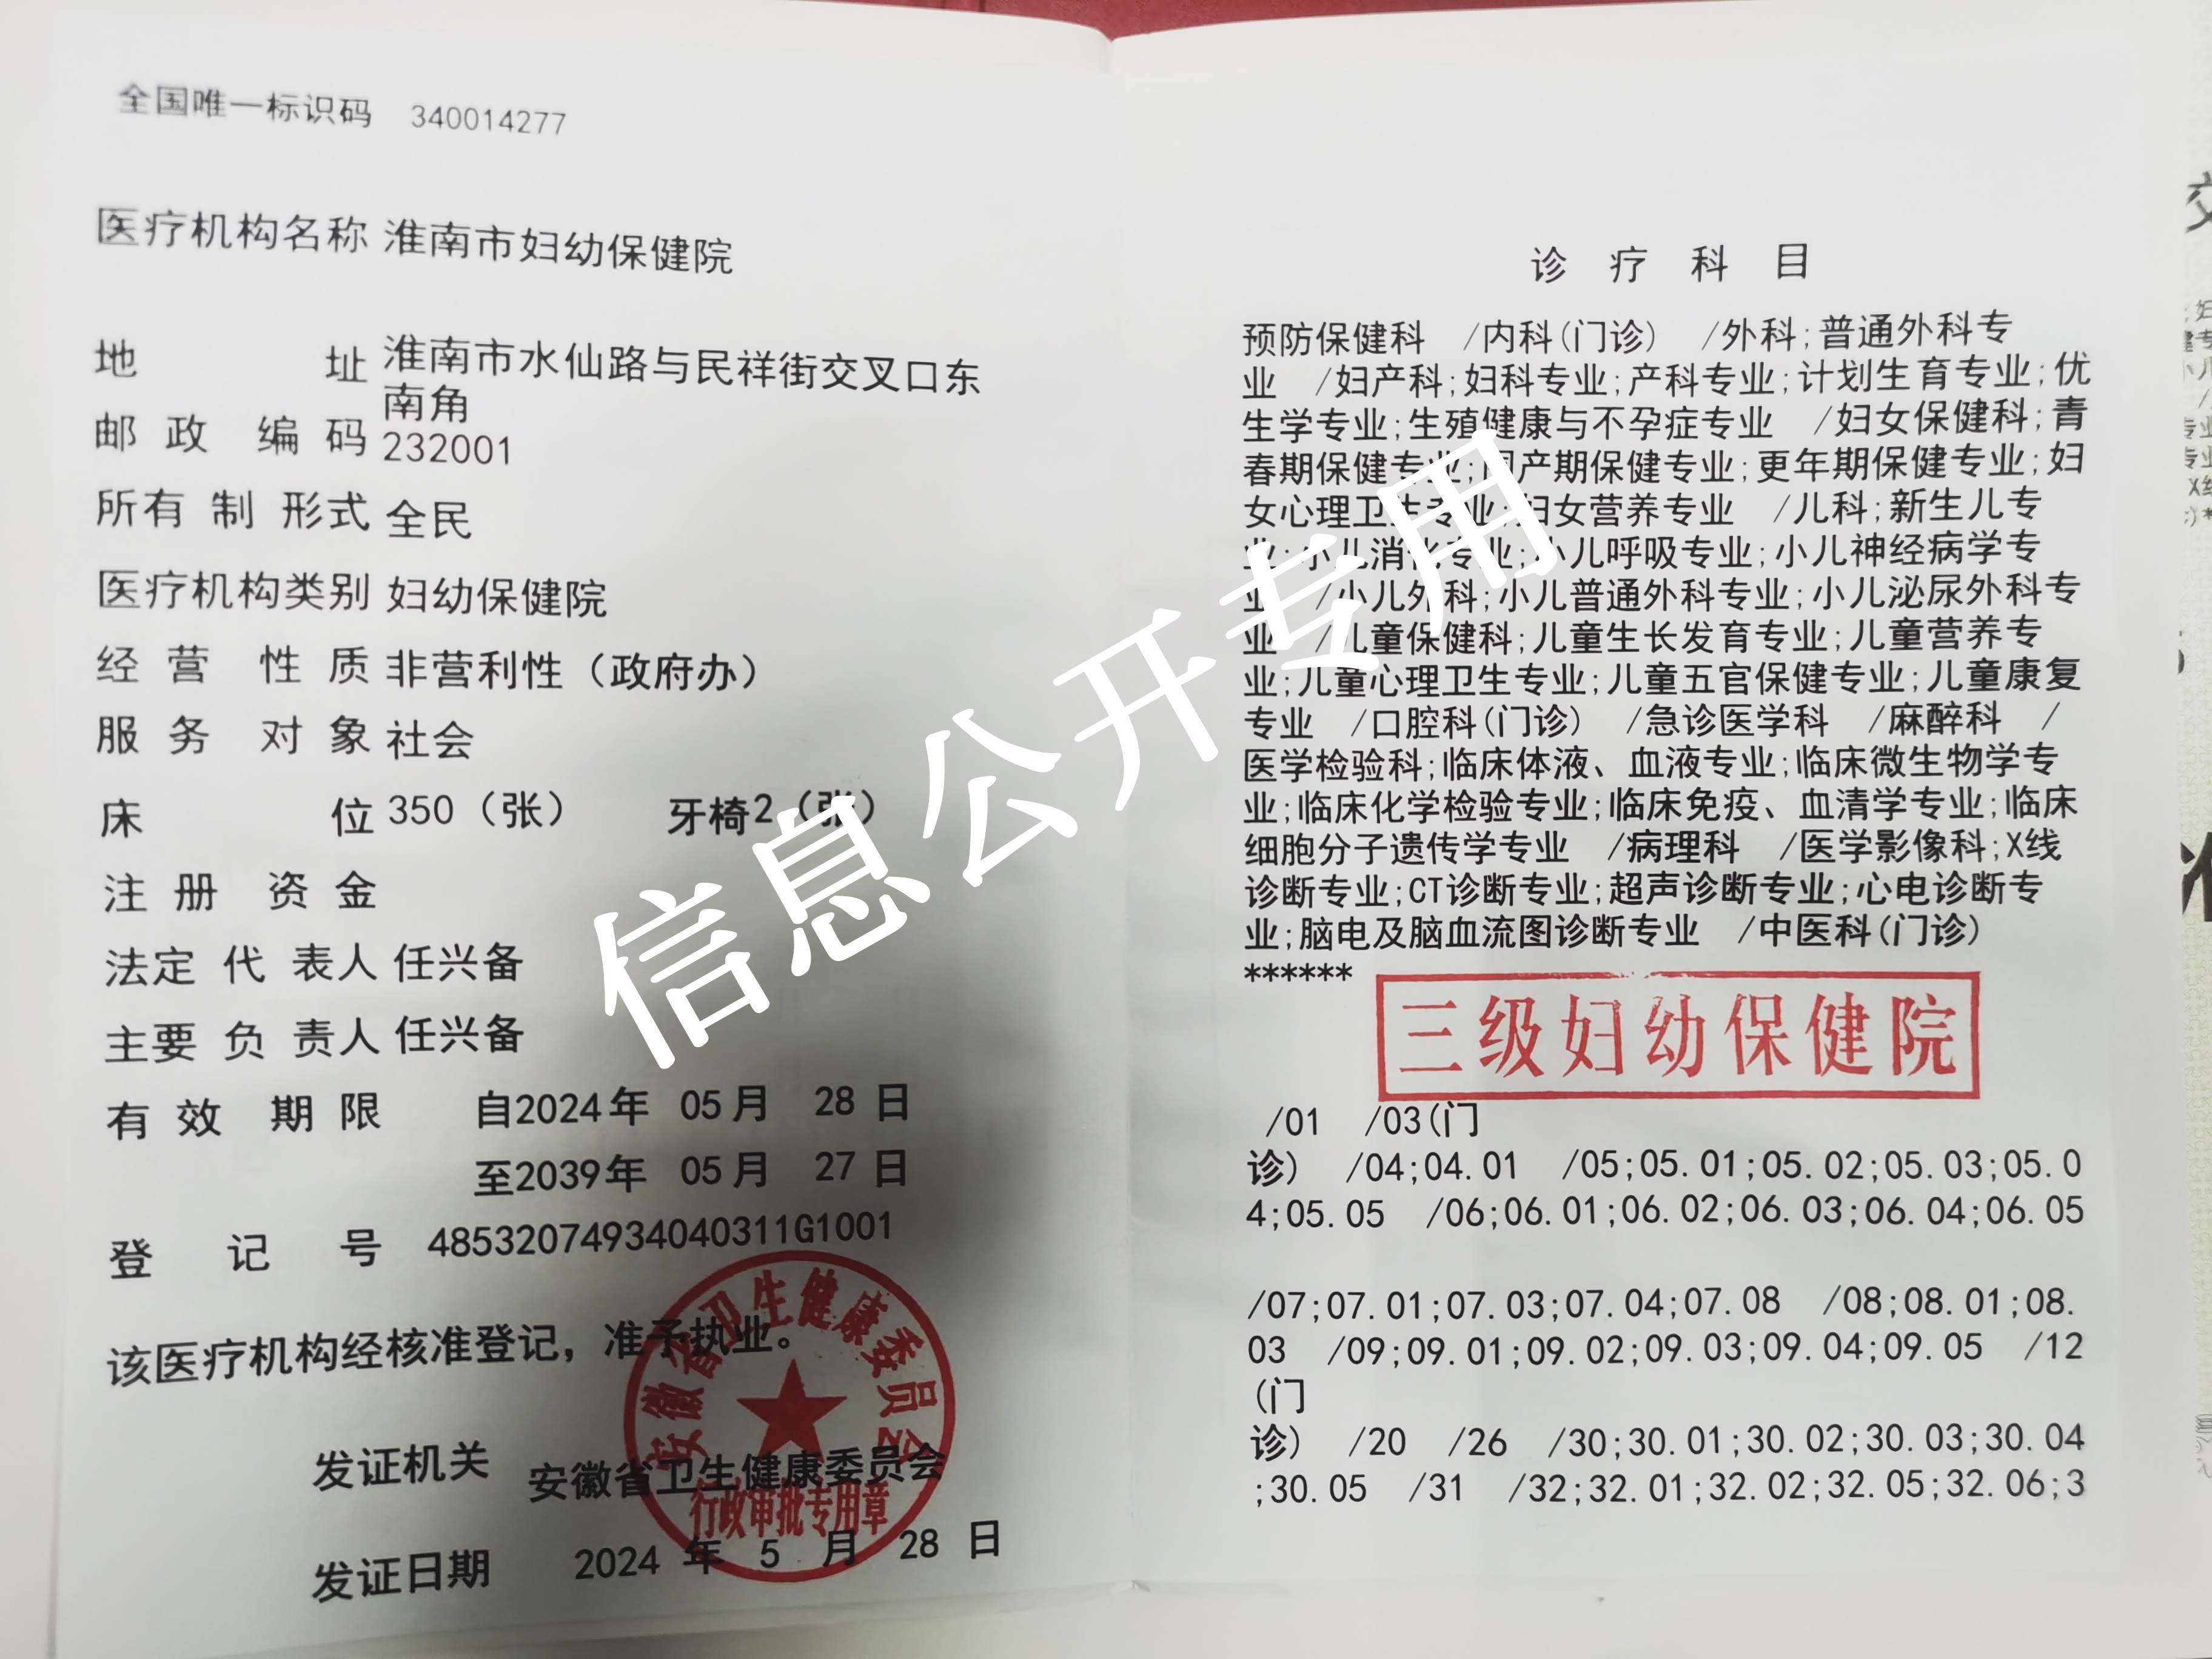 全国唯一标识码 340014277
医疗机构名称 淮南市妇幼保健院
地 址 淮南市水仙路与民祥街交叉口东
南角
邮政编码 232001
所有制形式 全民
医疗机构类别 妇幼保健院
经营性质 非营利性（政府办）
服务对象 社会
床 位 350（张） 牙椅2（张）
注册资金
法定代表人 任兴备
主要负责人 任兴备
有效期限 自2024年 05月 28日
至2039年 05月 27日
登记号 48532074934040311G1001
该医疗机构经核准登记，准予执业。
发证机关 安徽省卫生健康委员会
发证日期 2024 年 5 月 28 日
安徽省卫生健康委员会
行政审批专用章
诊疗科目
预防保健科 /内科(门诊) /外科;普通外科专
业 /妇产科;妇科专业;产科专业;计划生育专业;优
生学专业;生殖健康与不孕症专业 /妇女保健科;青
春期保健专业;围产期保健专业;更年期保健专业;妇
女心理卫生专业;妇女营养专业 /儿科;新生儿专
业;小儿消化专业;小儿呼吸专业;小儿神经病学专
业 /小儿外科;小儿普通外科专业;小儿泌尿外科专
业 /儿童保健科;儿童生长发育专业;儿童营养专
业;儿童心理卫生专业;儿童五官保健专业;儿童康复
专业 /口腔科(门诊) /急诊医学科 /麻醉科 /
医学检验科;临床体液、血液专业;临床微生物学专
业;临床化学检验专业;临床免疫、血清学专业;临床
细胞分子遗传学专业 /病理科 /医学影像科;X线
诊断专业;CT诊断专业;超声诊断专业;心电诊断专
业;脑电及脑血流图诊断专业 /中医科(门诊)
******
三级妇幼保健院
/01 /03(门
诊) /04;04.01 /05;05.01;05.02;05.03;05.0
4;05.05 /06;06.01;06.02;06.03;06.04;06.05
/07;07.01;07.03;07.04;07.08 /08;08.01;08.
03 /09;09.01;09.02;09.03;09.04;09.05 /12
(门
诊) /20 /26 /30;30.01;30.02;30.03;30.04
;30.05 /31 /32;32.01;32.02;32.05;32.06;3
信息公开专用